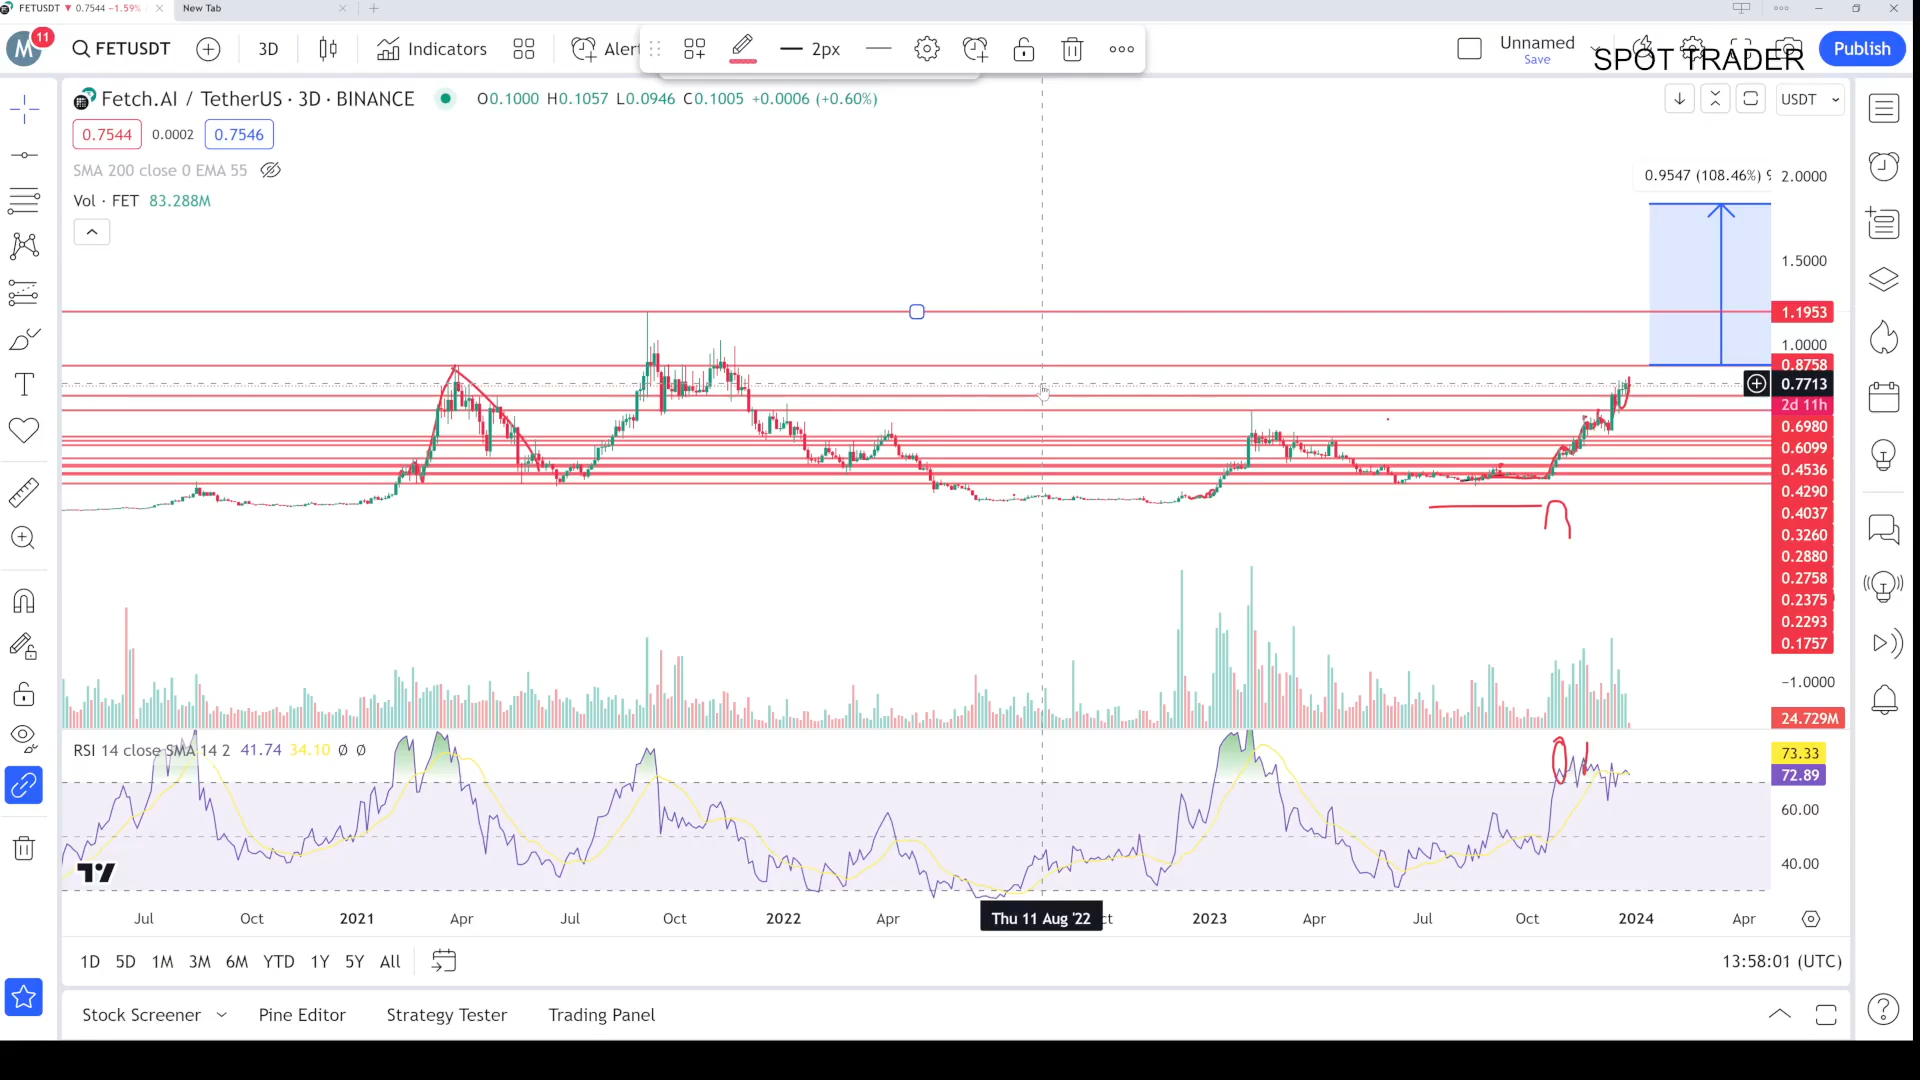 FETUSDT ▼ 0.7544 −1.59%
New Tab
M 11
FETUSDT
3D
Indicators
Alert
2px
Unnamed
Save
Publish
SPOT TRADER
Fetch.AI / TetherUS · 3D · BINANCE
O0.1000 H0.1057 L0.0946 C0.1005 +0.0006 (+0.60%)
USDT
0.7544
0.0002
0.7546
SMA 200 close 0 EMA 55
Vol · FET 83.288M
0.9547 (108.46%) 9
2.0000
1.5000
1.1953
1.0000
0.8758
0.7713
2d 11h
0.6980
0.6099
0.4536
0.4290
0.4037
0.3260
0.2880
0.2758
0.2375
0.2293
0.1757
−1.0000
24.729M
RSI 14 close SMA 14 2 41.74 34.10 Ø Ø
73.33
72.89
60.00
40.00
Jul
Oct
2021
Apr
Jul
Oct
2022
Apr
Thu 11 Aug '22
ct
2023
Apr
Jul
Oct
2024
Apr
1D 5D 1M 3M 6M YTD 1Y 5Y All
13:58:01 (UTC)
Stock Screener
Pine Editor
Strategy Tester
Trading Panel